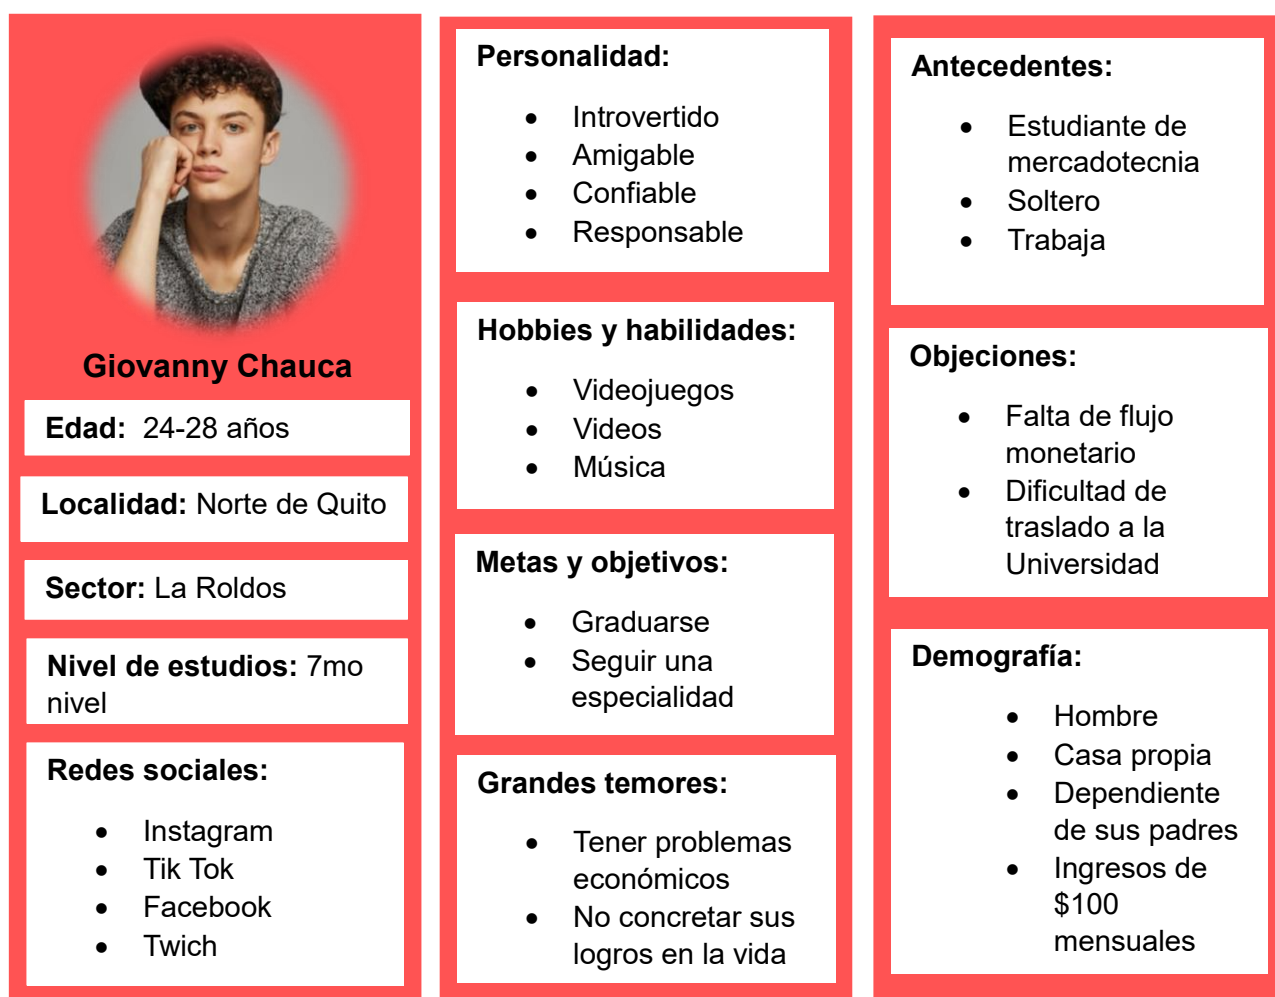 Giovanny Chauca
Edad: 24-28 años
Localidad: Norte de Quito
Sector: La Roldos
Nivel de estudios: 7mo
nivel
Redes sociales:
• Instagram
• Tik Tok
• Facebook
• Twich
Personalidad:
• Introvertido
• Amigable
• Confiable
• Responsable
Hobbies y habilidades:
• Videojuegos
• Videos
• Música
Metas y objetivos:
• Graduarse
• Seguir una
especialidad
Grandes temores:
• Tener problemas
económicos
• No concretar sus
logros en la vida
Antecedentes:
• Estudiante de
mercadotecnia
• Soltero
• Trabaja
Objeciones:
• Falta de flujo
monetario
• Dificultad de
traslado a la
Universidad
Demografía:
• Hombre
• Casa propia
• Dependiente
de sus padres
• Ingresos de
$100
mensuales